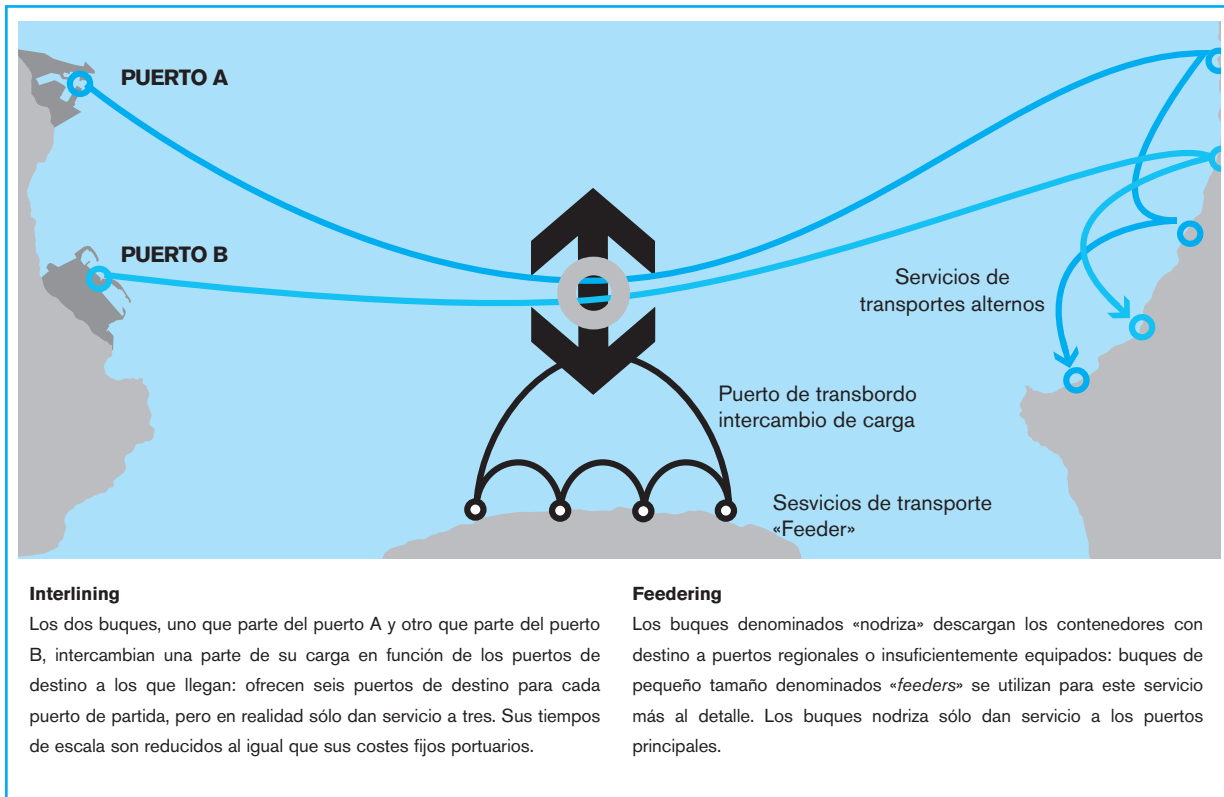 PUERTO A
PUERTO B
Servicios de
transportes alternos
Puerto de transbordo
intercambio de carga
Sesvicios de transporte
«Feeder»
Interlining
Los dos buques, uno que parte del puerto A y otro que parte del puerto
B, intercambian una parte de su carga en función de los puertos de
destino a los que llegan: ofrecen seis puertos de destino para cada
puerto de partida, pero en realidad sólo dan servicio a tres. Sus tiempos
de escala son reducidos al igual que sus costes fijos portuarios.
Feedering
Los buques denominados «nodriza» descargan los contenedores con
destino a puertos regionales o insuficientemente equipados: buques de
pequeño tamaño denominados «feeders» se utilizan para este servicio
más al detalle. Los buques nodriza sólo dan servicio a los puertos
principales.